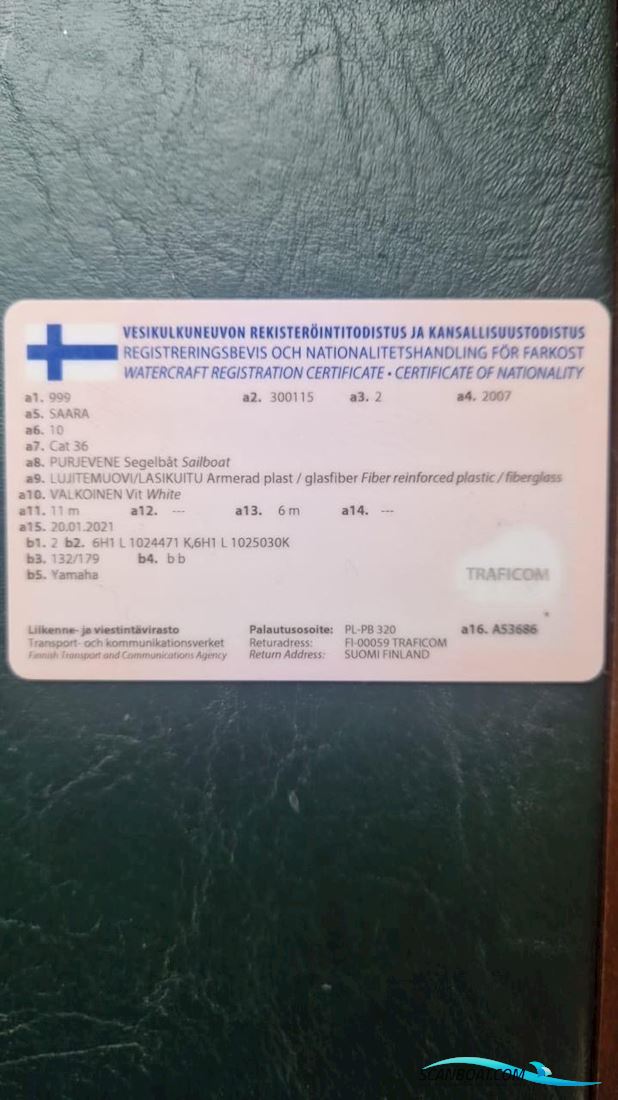 VESIKULKUNEUVON REKISTERÖINTITODISTUS JA KANSALLISUUSTODISTUS
REGISTRERINGSBEVIS OCH NATIONALITETSHANDLING FÖR FARKOST
WATERCRAFT REGISTRATION CERTIFICATE • CERTIFICATE OF NATIONALITY
a1. 999 a2. 300115 a3. 2 a4. 2007
a5. SAARA
a6. 10
a7. Cat 36
a8. PURJEVENE Segelbåt Sailboat
a9. LUJITEMUOVI/LASIKUITU Armerad plast / glasfiber Fiber reinforced plastic / fiberglass
a10. VALKOINEN Vit White
a11. 11 m a12. --- a13. 6 m a14. ---
a15. 20.01.2021
b1. 2 b2. 6H1 L 1024471 K,6H1 L 1025030K
b3. 132/179 b4. b b
b5. Yamaha
TRAFICOM
Liikenne- ja viestintävirasto Palautusosoite: PL-PB 320 a16. A53686
Transport- och kommunikationsverket Returadress: FI-00059 TRAFICOM
Finnish Transport and Communications Agency Return Address: SUOMI FINLAND
SCANBOAT.COM